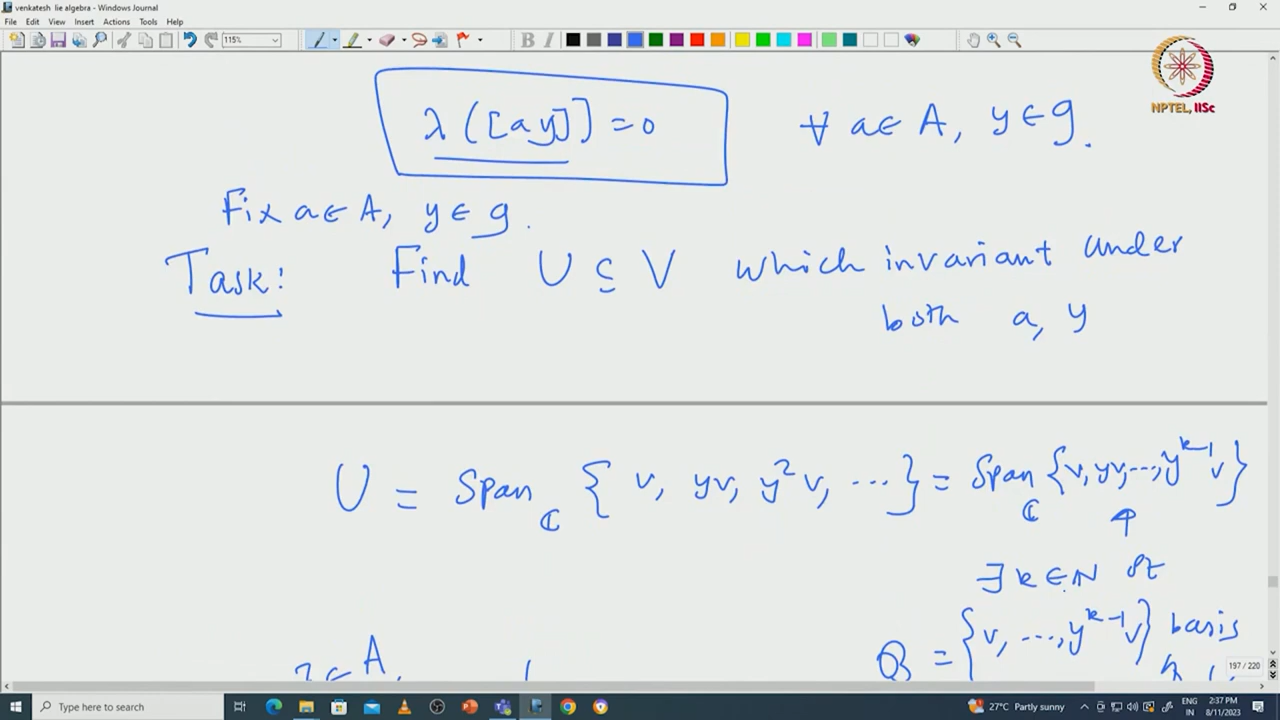 venkatesh lie algebra - Windows Journal
File Edit View Insert Actions Tools Help
115%
B I
NPTEL, IISc
λ([ay]) = 0 ∀ a ∈ A, y ∈ g.
Fix a ∈ A, y ∈ g.
Task: Find U ⊆ V which invariant under
both a, y
U = Span_ℂ { v, yv, y²v, ... } = Span_ℂ {v, yv, ..., y^{k-1}v}
↑
∃ k ∈ ℕ st
B = {v, ..., y^{k-1}v} basis
∈ A,
197 / 220
Type here to search
27°C Partly sunny
ENG
IN
2:37 PM
8/11/2023